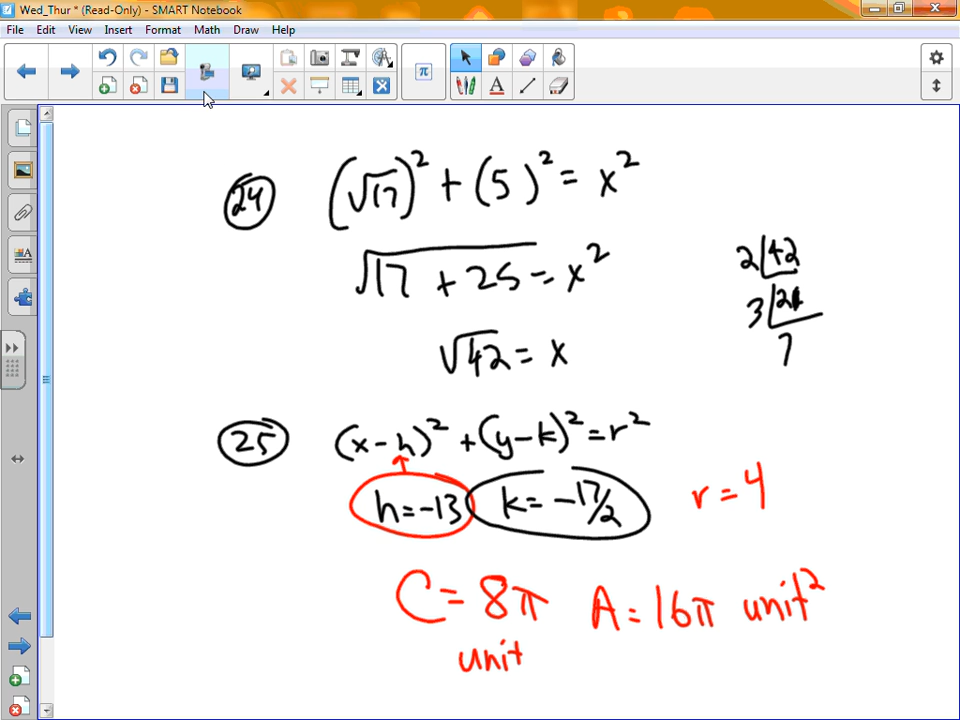 Wed_Thur * (Read-Only) - SMART Notebook
File Edit View Insert Format Math Draw Help
π
A
24 (√17)² + (5)² = x²
√17 + 25 = x²
2 42
3 21
7
√42 = x
25 (x-h)² + (y-k)² = r²
h=-13 k= -17/2 r=4
C= 8π A=16π unit²
unit